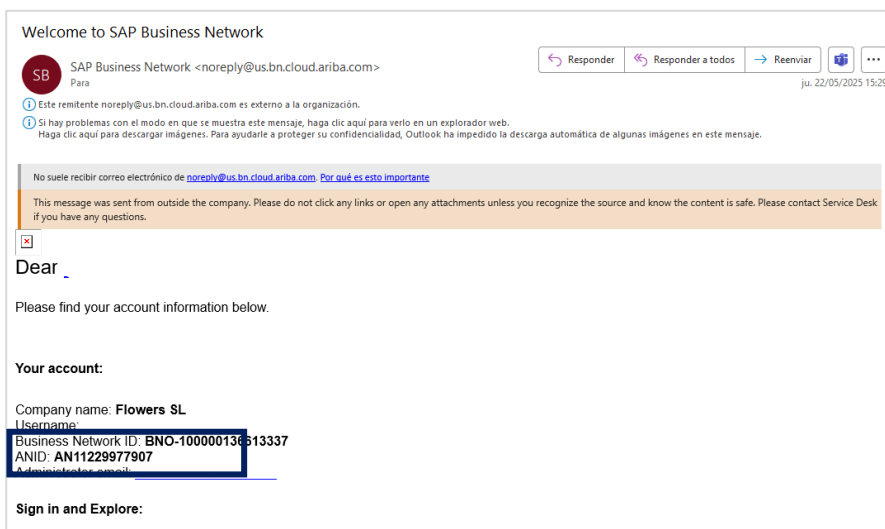 Welcome to SAP Business Network
SB
SAP Business Network <noreply@us.bn.cloud.ariba.com>
Para
Responder
Responder a todos
Reenviar
ju. 22/05/2025 15:29
Este remitente noreply@us.bn.cloud.ariba.com es externo a la organización.
Si hay problemas con el modo en que se muestra este mensaje, haga clic aquí para verlo en un explorador web.
Haga clic aquí para descargar imágenes. Para ayudarle a proteger su confidencialidad, Outlook ha impedido la descarga automática de algunas imágenes en este mensaje.
No suele recibir correo electrónico de noreply@us.bn.cloud.ariba.com. Por qué es esto importante
This message was sent from outside the company. Please do not click any links or open any attachments unless you recognize the source and know the content is safe. Please contact Service Desk
if you have any questions.
Dear
Please find your account information below.
Your account:
Company name: Flowers SL
Username:
Business Network ID: BNO-100000136613337
ANID: AN11229977907
Administrator email:
Sign in and Explore: